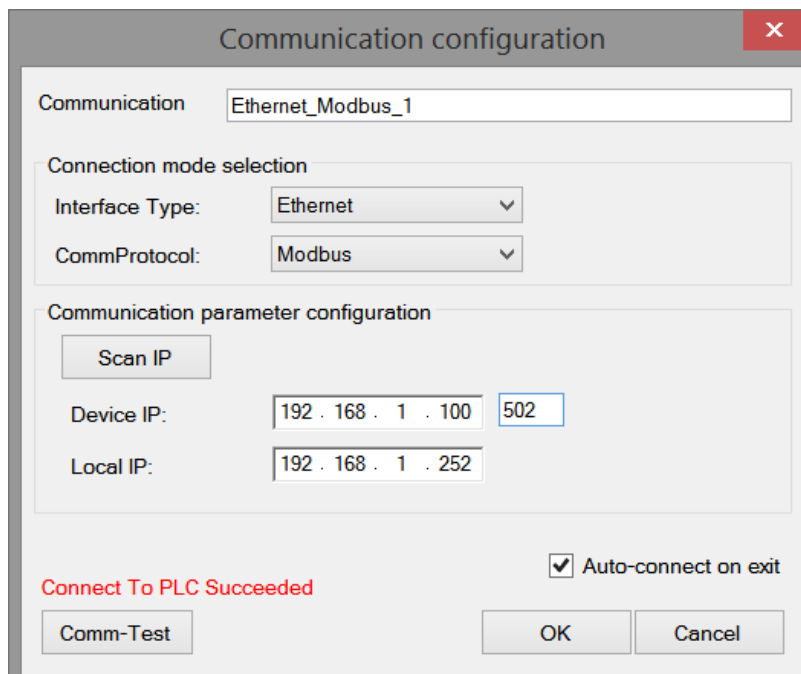 Communication configuration
Communication Ethernet_Modbus_1
Connection mode selection
Interface Type: Ethernet
CommProtocol: Modbus
Communication parameter configuration
Scan IP
Device IP: 192 . 168 . 1 . 100 502
Local IP: 192 . 168 . 1 . 252
Auto-connect on exit
Connect To PLC Succeeded
Comm-Test OK Cancel